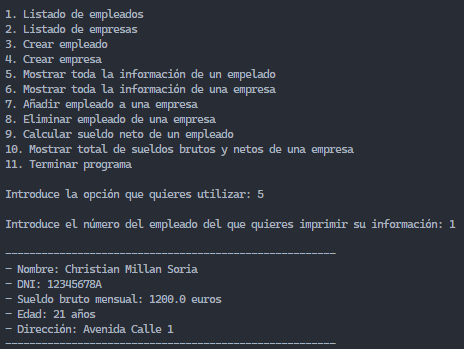 1. Listado de empleados
2. Listado de empresas
3. Crear empleado
4. Crear empresa
5. Mostrar toda la información de un empelado
6. Mostrar toda la información de una empresa
7. Añadir empleado a una empresa
8. Eliminar empleado de una empresa
9. Calcular sueldo neto de un empleado
10. Mostrar total de sueldos brutos y netos de una empresa
11. Terminar programa
Introduce la opción que quieres utilizar: 5
Introduce el número del empleado del que quieres imprimir su información: 1
------------------------------------------------------
- Nombre: Christian Millan Soria
- DNI: 12345678A
- Sueldo bruto mensual: 1200.0 euros
- Edad: 21 años
- Dirección: Avenida Calle 1
------------------------------------------------------